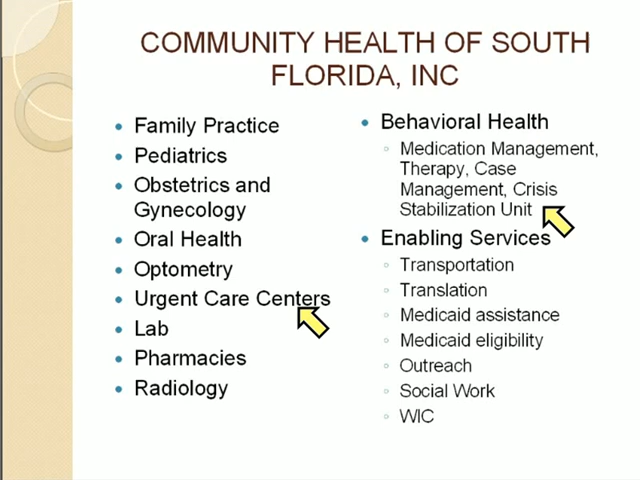 COMMUNITY HEALTH OF SOUTH
FLORIDA, INC
Family Practice
Pediatrics
Obstetrics and
Gynecology
Oral Health
Optometry
Urgent Care Centers
Lab
Pharmacies
Radiology
Behavioral Health
Medication Management,
Therapy, Case
Management, Crisis
Stabilization Unit
Enabling Services
Transportation
Translation
Medicaid assistance
Medicaid eligibility
Outreach
Social Work
WIC